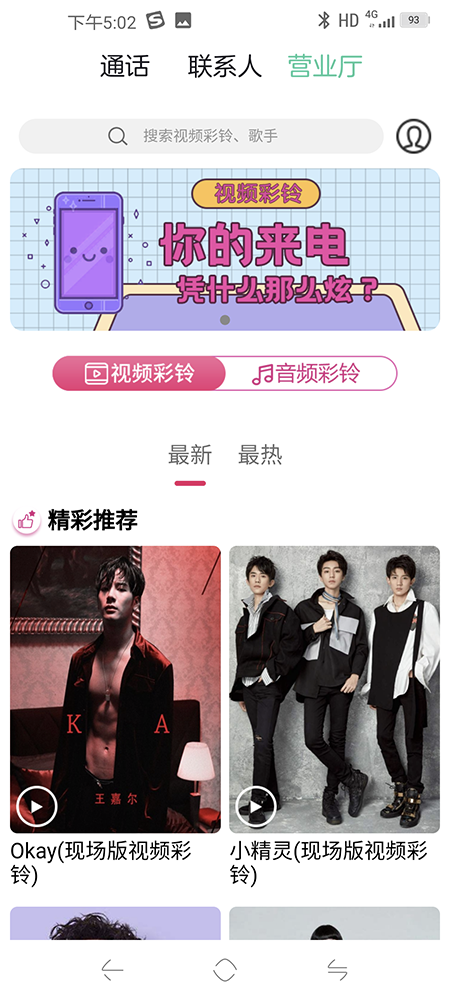 下午5:02
HD 4G 93
通话 联系人 营业厅
搜索视频彩铃、歌手
视频彩铃
你的来电
凭什么那么炫？
视频彩铃 音频彩铃
最新 最热
精彩推荐
K A
王嘉尔
Okay(现场版视频彩
铃)
小精灵(现场版视频彩
铃)